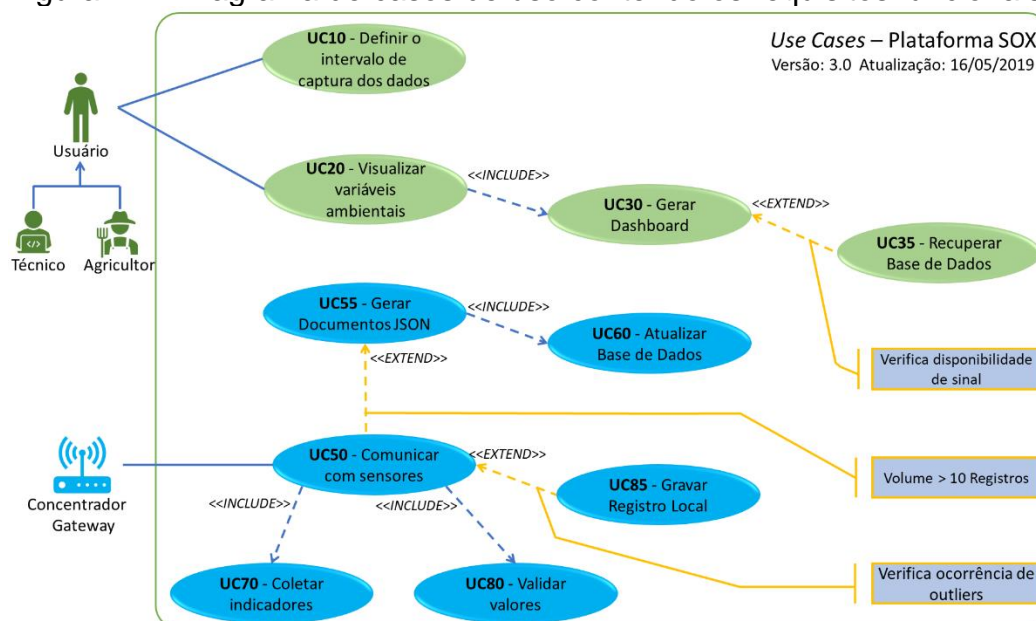 UC10 - Definir o
intervalo de
captura dos dados
Use Cases – Plataforma SOX
Versão: 3.0 Atualização: 16/05/2019
Usuário
UC20 - Visualizar
variáveis
ambientais
<<INCLUDE>>
UC30 - Gerar
Dashboard
<<EXTEND>>
UC35 - Recuperar
Base de Dados
Técnico
Agricultor
UC55 - Gerar
Documentos JSON
<<INCLUDE>>
UC60 - Atualizar
Base de Dados
<<EXTEND>>
Verifica disponibilidade
de sinal
UC50 - Comunicar
com sensores
<<EXTEND>>
UC85 - Gravar
Registro Local
Volume > 10 Registros
Concentrador
Gateway
<<INCLUDE>>
<<INCLUDE>>
UC70 - Coletar
indicadores
UC80 - Validar
valores
Verifica ocorrência de
outliers